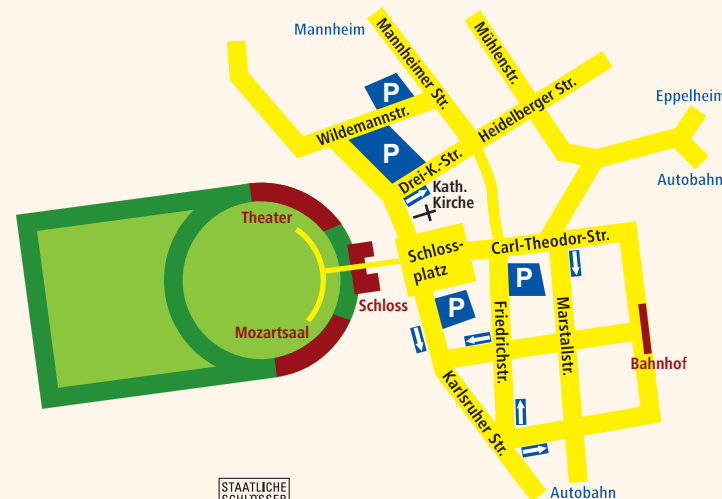 Mannheim
Mannheimer Str.
Mühlenstr.
P
Wildemannstr.
Heidelberger Str.
Eppelheim
P
Drei-K.-Str.
Kath.
Kirche
Autobahn
Theater
Schloss-
platz
Carl-Theodor-Str.
P
Schloss
P
Mozartsaal
Friedrichstr.
Marstallstr.
Bahnhof
Karlsruher Str.
Autobahn
STAATLICHE
SCHLÖSSER